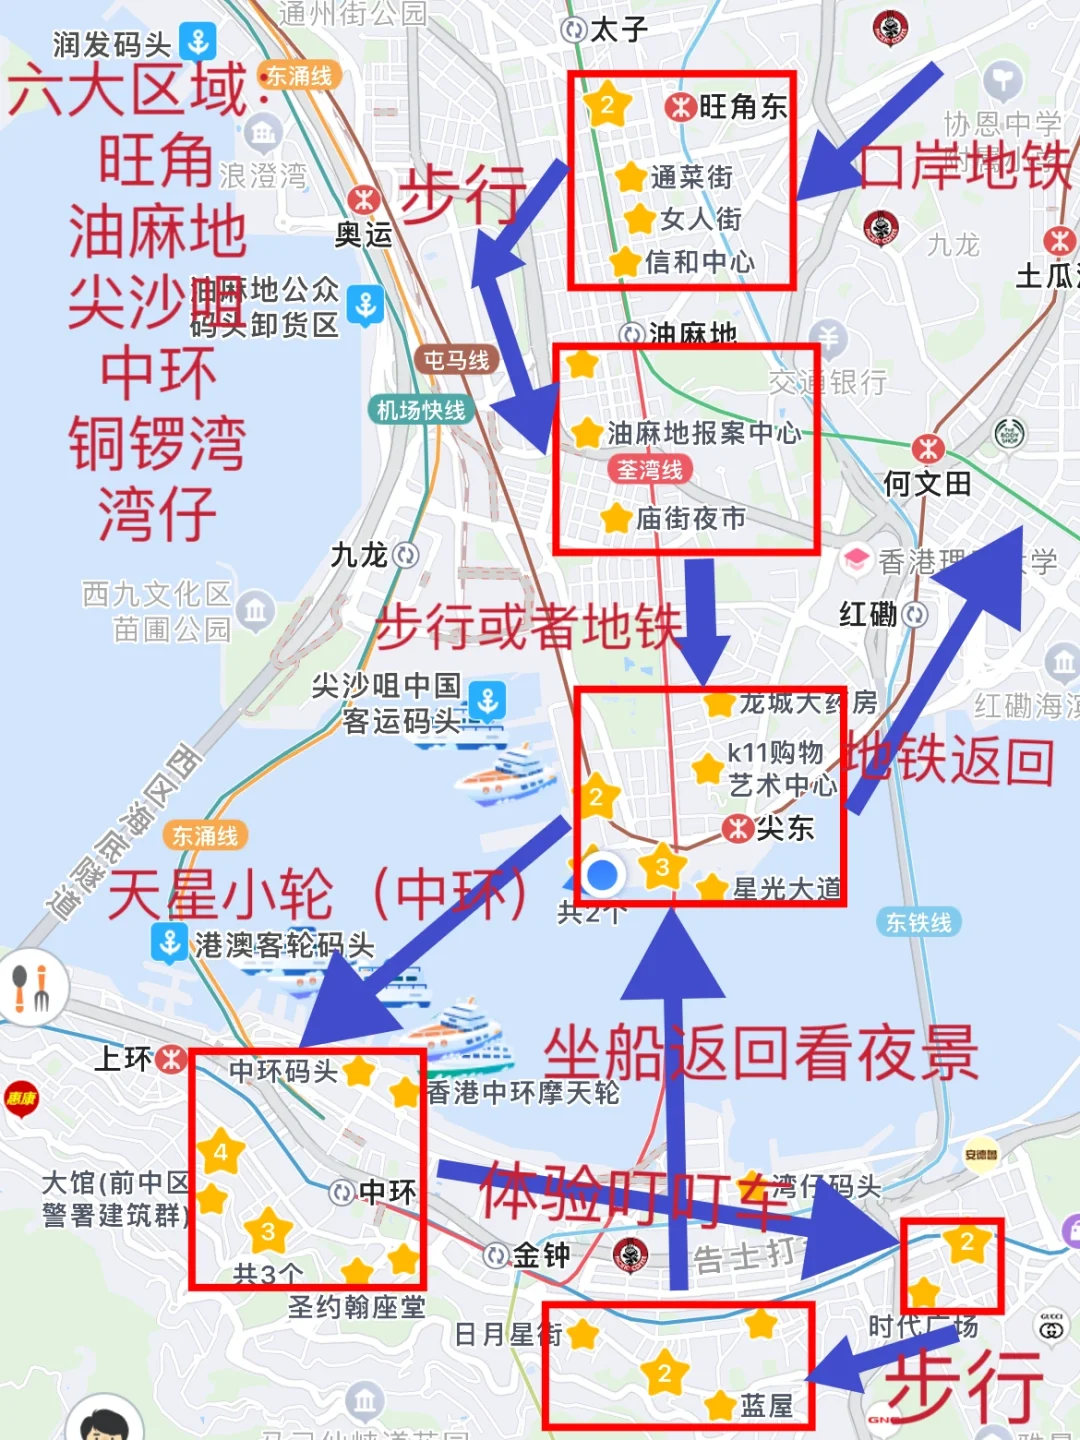 通州街公园
太子
润发码头
东涌线
六大区域：
旺角
油麻地
尖沙咀
中环
铜锣湾
湾仔
2
旺角东
协恩中学
浪澄湾
步行
通菜街
口岸地铁
奥运
女人街
九龙
信和中心
油麻地公众
码头卸货区
油麻地
屯马线
交通银行
机场快线
THE BODY SHOP
油麻地报案中心
荃湾线
何文田
庙街夜市
九龙
西九文化区
苗圃公园
步行或者地铁
红磡
尖沙咀中国
客运码头
龙城大药房
k11购物
艺术中心
地铁返回
2
尖东
西区海底隧道
东涌线
3
星光大道
天星小轮（中环）
共2个
东铁线
港澳客轮码头
坐船返回看夜景
上环
中环码头
香港中环摩天轮
惠康
4
大馆(前中区
警署建筑群)
中环
体验叮叮车
湾仔码头
安德鲁
3
共3个
金钟
告士打
2
圣约翰座堂
日月星街
时代广场
GUCCI
步行
2
蓝屋
GNC